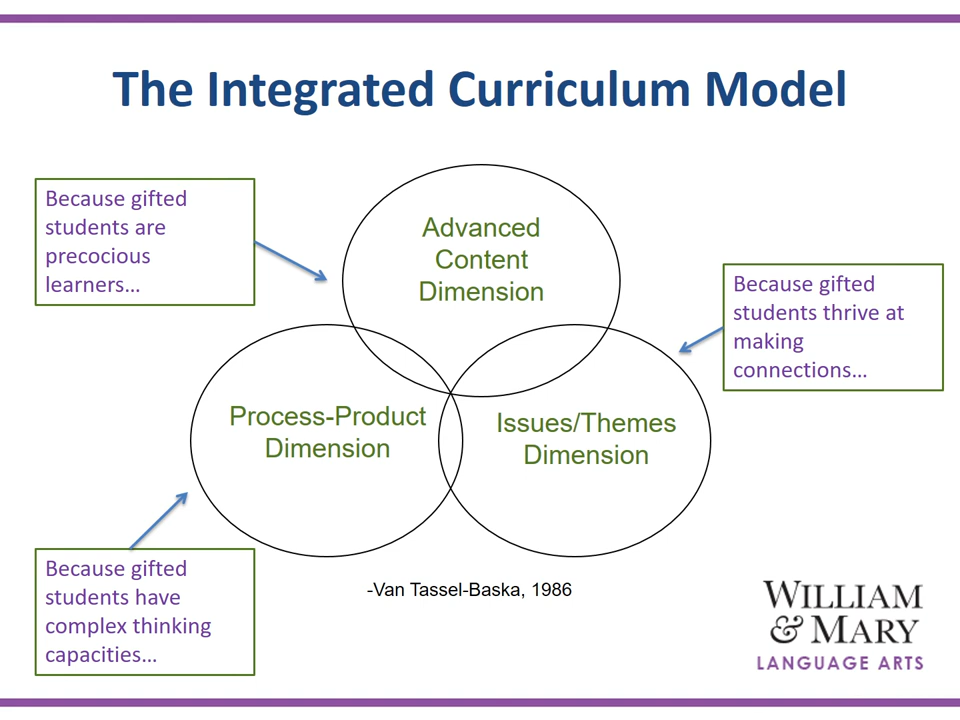 The Integrated Curriculum Model
Because gifted
students are
precocious
learners…
Advanced
Content
Dimension
Because gifted
students thrive at
making
connections…
Process-Product
Dimension
Issues/Themes
Dimension
Because gifted
students have
complex thinking
capacities…
-Van Tassel-Baska, 1986
WILLIAM
& MARY
LANGUAGE ARTS